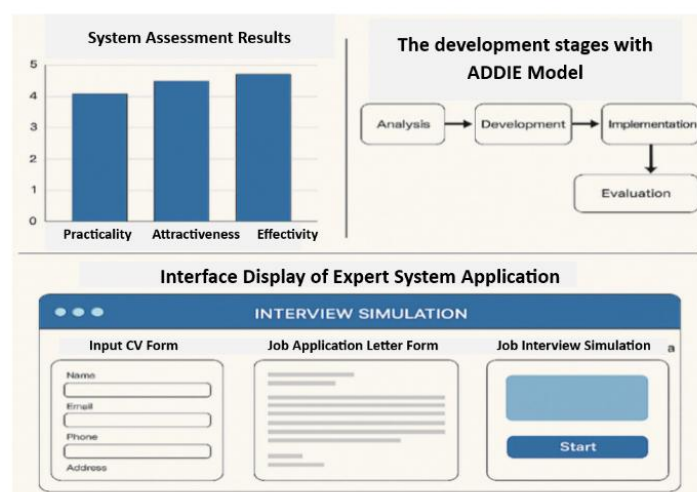 System Assessment Results
5
4
3
2
1
0
Practicality Attractiveness Effectivity
The development stages with
ADDIE Model
Analysis Development Implementation
Evaluation
Interface Display of Expert System Application
INTERVIEW SIMULATION
Input CV Form
Name
Email
Phone
Address
Job Application Letter Form
Job Interview Simulation
a
Start